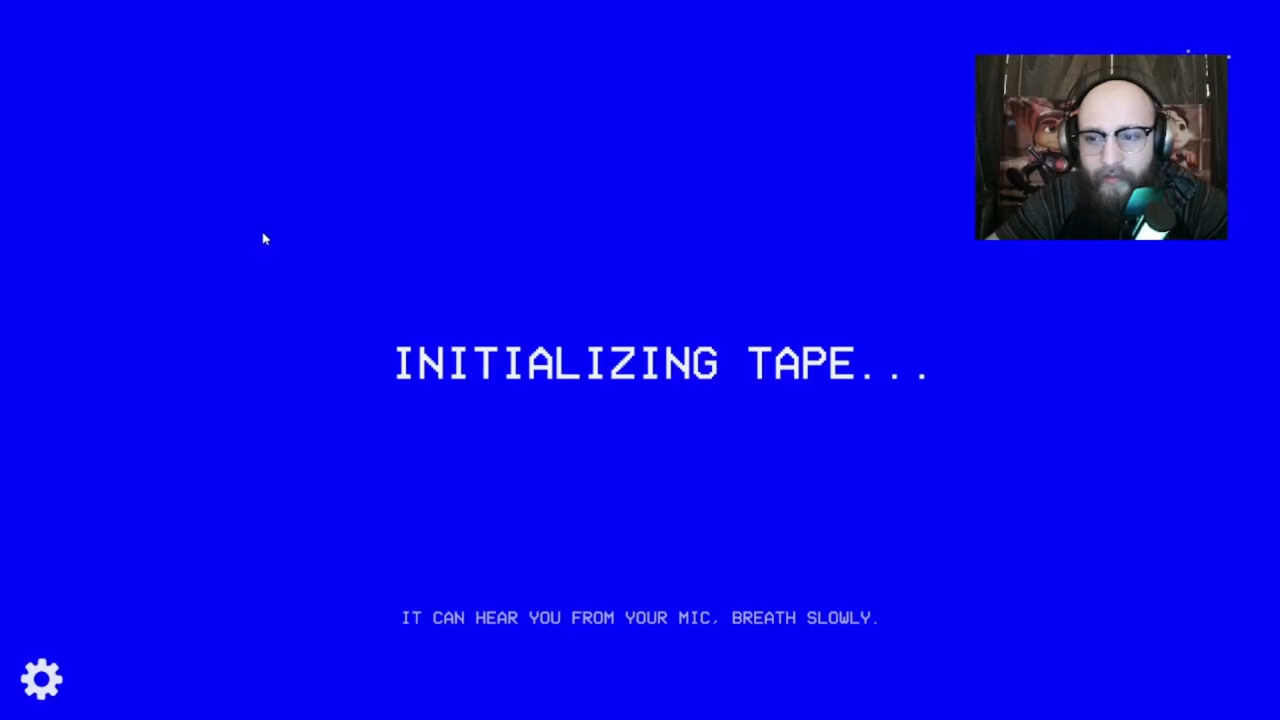 INITIALIZING TAPE...
IT CAN HEAR YOU FROM YOUR MIC, BREATH SLOWLY.